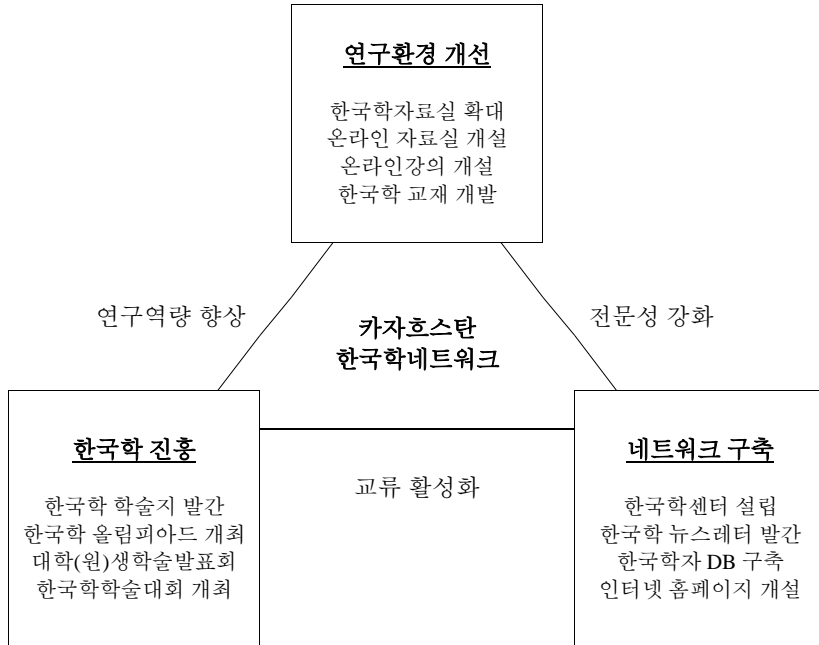 연구환경 개선
한국학자료실 확대
온라인 자료실 개설
온라인강의 개설
한국학 교재 개발
연구역량 향상
전문성 강화
카자흐스탄
한국학네트워크
한국학 진흥
한국학 학술지 발간
한국학 올림피아드 개최
대학(원)생학술발표회
한국학학술대회 개최
교류 활성화
네트워크 구축
한국학센터 설립
한국학 뉴스레터 발간
한국학자 DB 구축
인터넷 홈페이지 개설